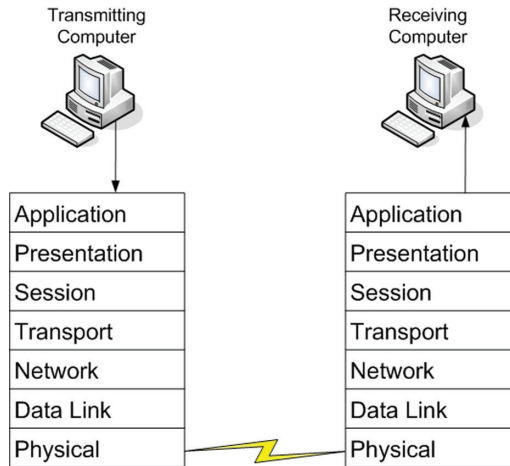 Transmitting
Computer
Receiving
Computer
Application
Presentation
Session
Transport
Network
Data Link
Physical
Application
Presentation
Session
Transport
Network
Data Link
Physical